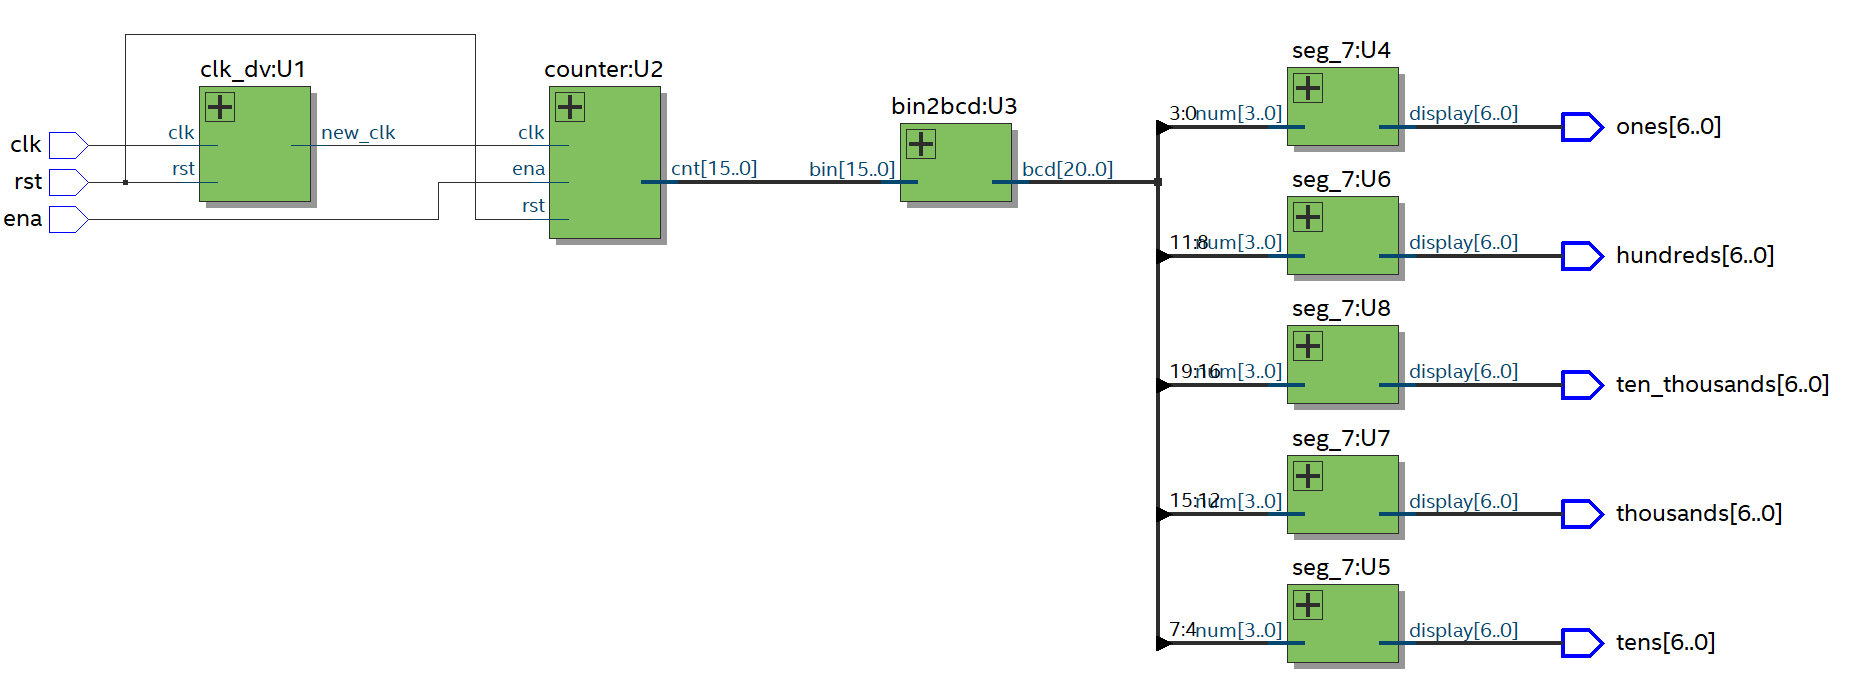 clk_dv:U1
clk
clk
new_clk
rst
rst
ena
counter:U2
clk
ena
rst
cnt[15..0]
bin2bcd:U3
bin[15..0]
bcd[20..0]
seg_7:U4
3:0
num[3..0]
display[6..0]
ones[6..0]
seg_7:U6
11:8
num[3..0]
display[6..0]
hundreds[6..0]
seg_7:U8
19:16
num[3..0]
display[6..0]
ten_thousands[6..0]
seg_7:U7
15:12
num[3..0]
display[6..0]
thousands[6..0]
seg_7:U5
7:4
num[3..0]
display[6..0]
tens[6..0]